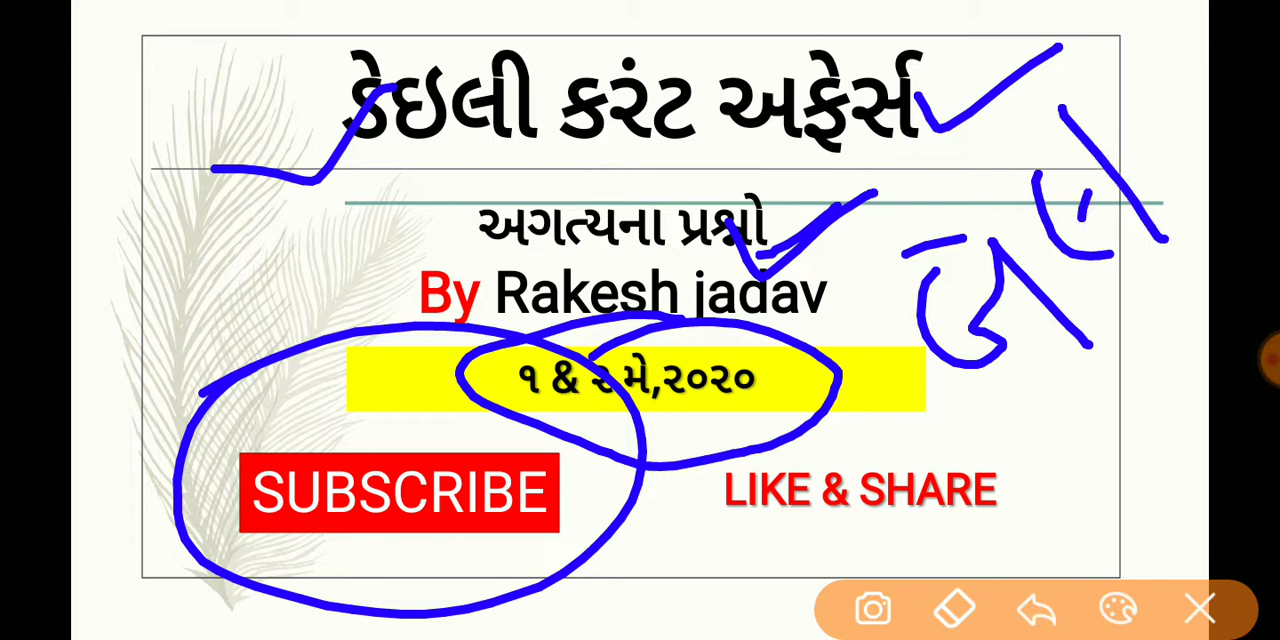 ડેઇલી કરંટ અફેર્સ
અગત્યના પ્રશ્નો
By Rakesh jadav
૧ & ૨ મે,૨૦૨૦
SUBSCRIBE
LIKE & SHARE